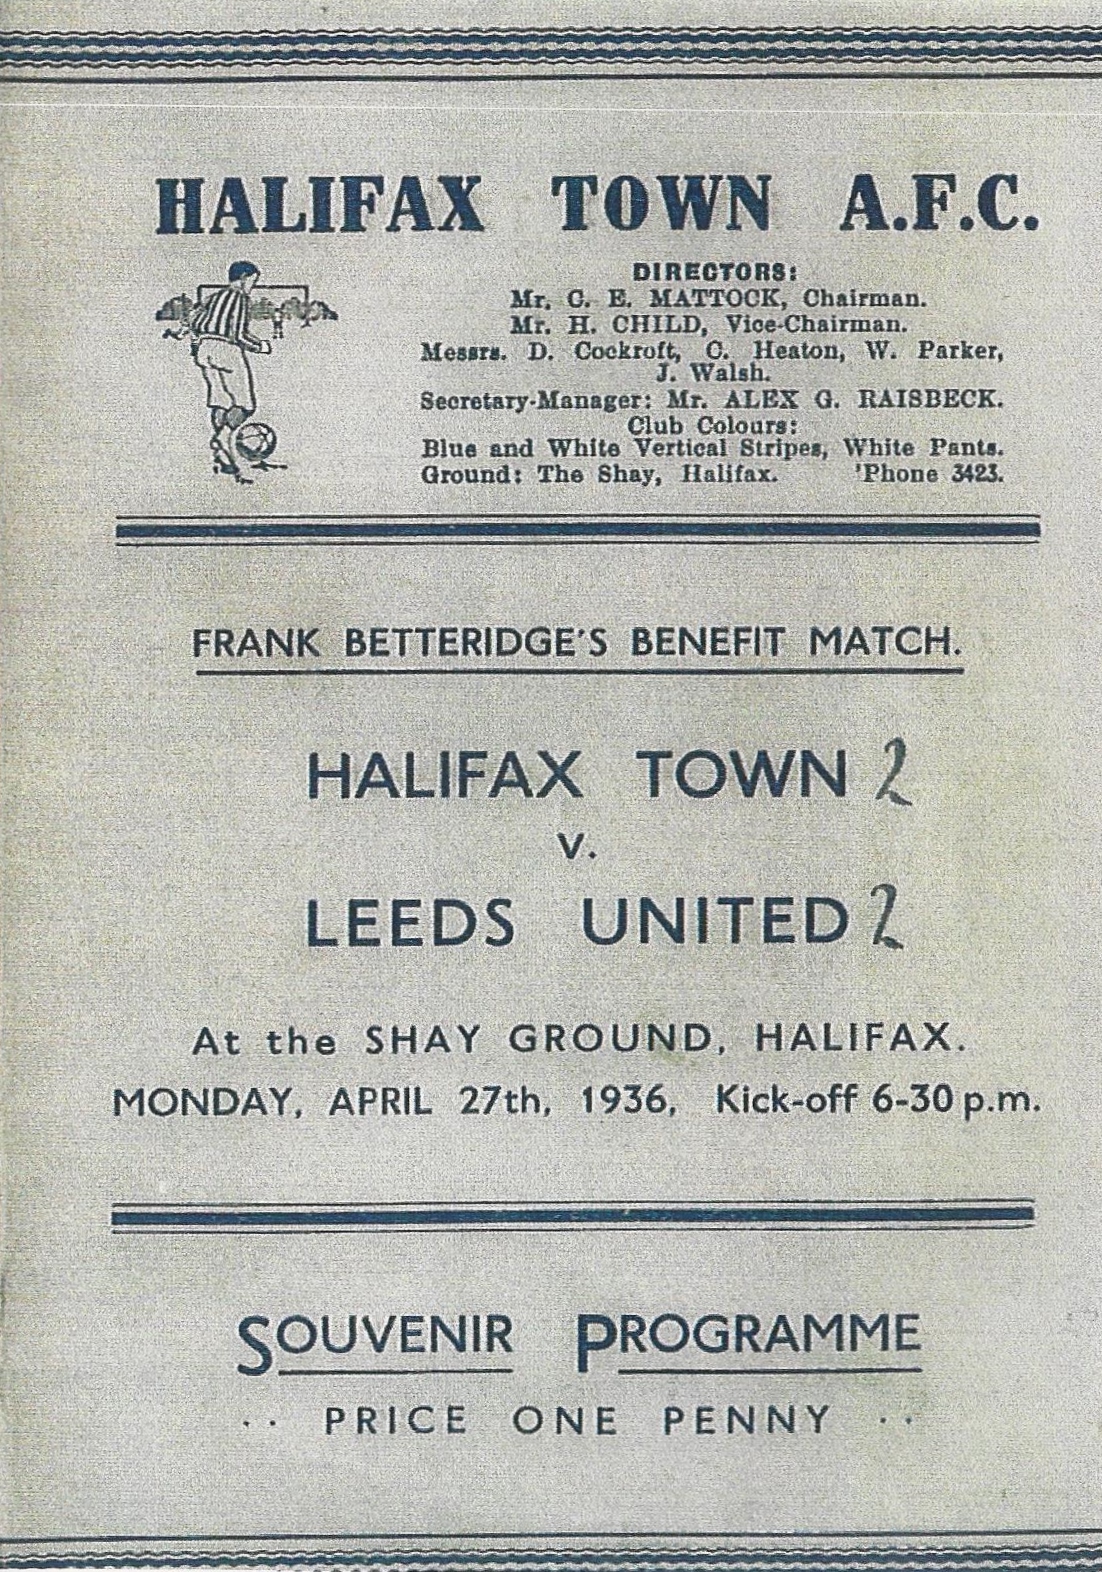 HALIFAX TOWN A.F.C.
DIRECTORS:
Mr. C. E. MATTOCK, Chairman.
Mr. H. CHILD, Vice-Chairman.
Messrs. D. Cockroft, C. Heaton, W. Parker,
J. Walsh.
Secretary-Manager: Mr. ALEX G. RAISBECK.
Club Colours:
Blue and White Vertical Stripes, White Pants.
Ground: The Shay, Halifax. 'Phone 3423.
FRANK BETTERIDGE'S BENEFIT MATCH.
HALIFAX TOWN 2
v.
LEEDS UNITED 2
At the SHAY GROUND, HALIFAX.
MONDAY, APRIL 27th, 1936, Kick-off 6-30 p.m.
SOUVENIR PROGRAMME
.. PRICE ONE PENNY ..